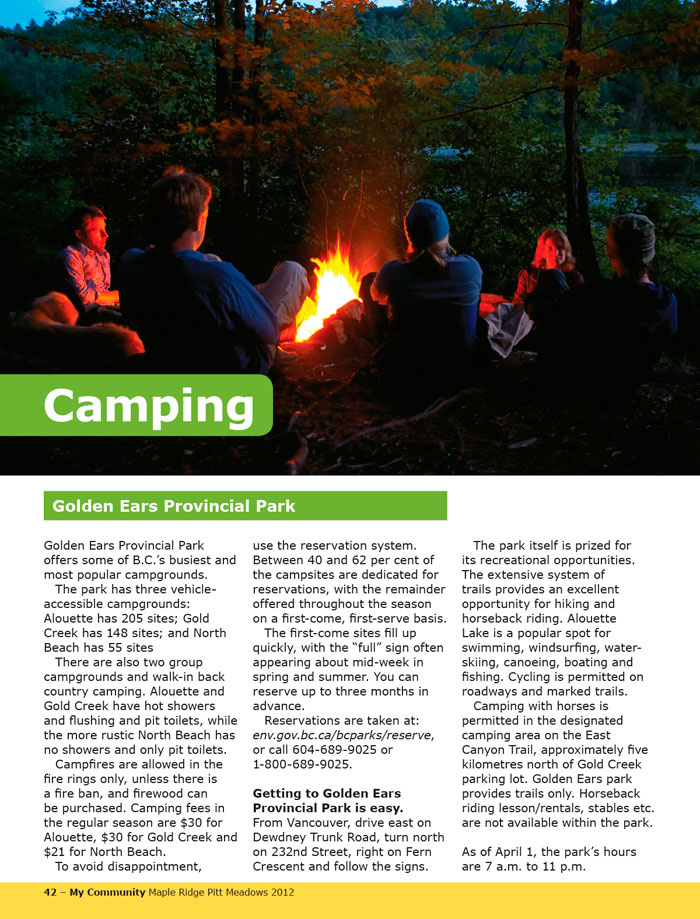 Camping
Golden Ears Provincial Park
Golden Ears Provincial Park
offers some of B.C.’s busiest and
most popular campgrounds.
The park has three vehicle-
accessible campgrounds:
Alouette has 205 sites; Gold
Creek has 148 sites; and North
Beach has 55 sites
There are also two group
campgrounds and walk-in back
country camping. Alouette and
Gold Creek have hot showers
and flushing and pit toilets, while
the more rustic North Beach has
no showers and only pit toilets.
Campfires are allowed in the
fire rings only, unless there is
a fire ban, and firewood can
be purchased. Camping fees in
the regular season are $30 for
Alouette, $30 for Gold Creek and
$21 for North Beach.
To avoid disappointment,
use the reservation system.
Between 40 and 62 per cent of
the campsites are dedicated for
reservations, with the remainder
offered throughout the season
on a first-come, first-serve basis.
The first-come sites fill up
quickly, with the “full” sign often
appearing about mid-week in
spring and summer. You can
reserve up to three months in
advance.
Reservations are taken at:
env.gov.bc.ca/bcparks/reserve,
or call 604-689-9025 or
1-800-689-9025.
Getting to Golden Ears
Provincial Park is easy.
From Vancouver, drive east on
Dewdney Trunk Road, turn north
on 232nd Street, right on Fern
Crescent and follow the signs.
The park itself is prized for
its recreational opportunities.
The extensive system of
trails provides an excellent
opportunity for hiking and
horseback riding. Alouette
Lake is a popular spot for
swimming, windsurfing, water-
skiing, canoeing, boating and
fishing. Cycling is permitted on
roadways and marked trails.
Camping with horses is
permitted in the designated
camping area on the East
Canyon Trail, approximately five
kilometres north of Gold Creek
parking lot. Golden Ears park
provides trails only. Horseback
riding lesson/rentals, stables etc.
are not available within the park.
As of April 1, the park’s hours
are 7 a.m. to 11 p.m.
42 – My Community Maple Ridge Pitt Meadows 2012